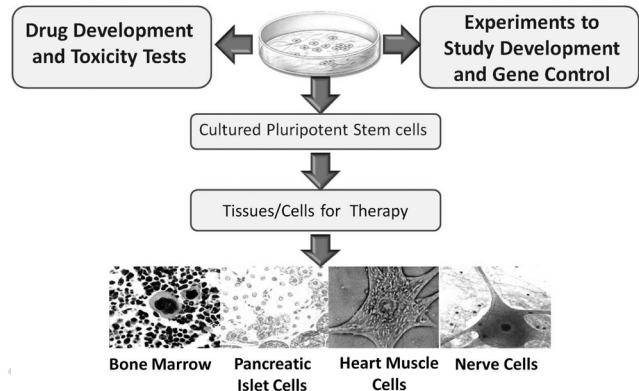 Drug Development
and Toxicity Tests
Experiments to
Study Development
and Gene Control
Cultured Pluripotent Stem cells
Tissues/Cells for Therapy
Bone Marrow
Pancreatic
Islet Cells
Heart Muscle
Cells
Nerve Cells